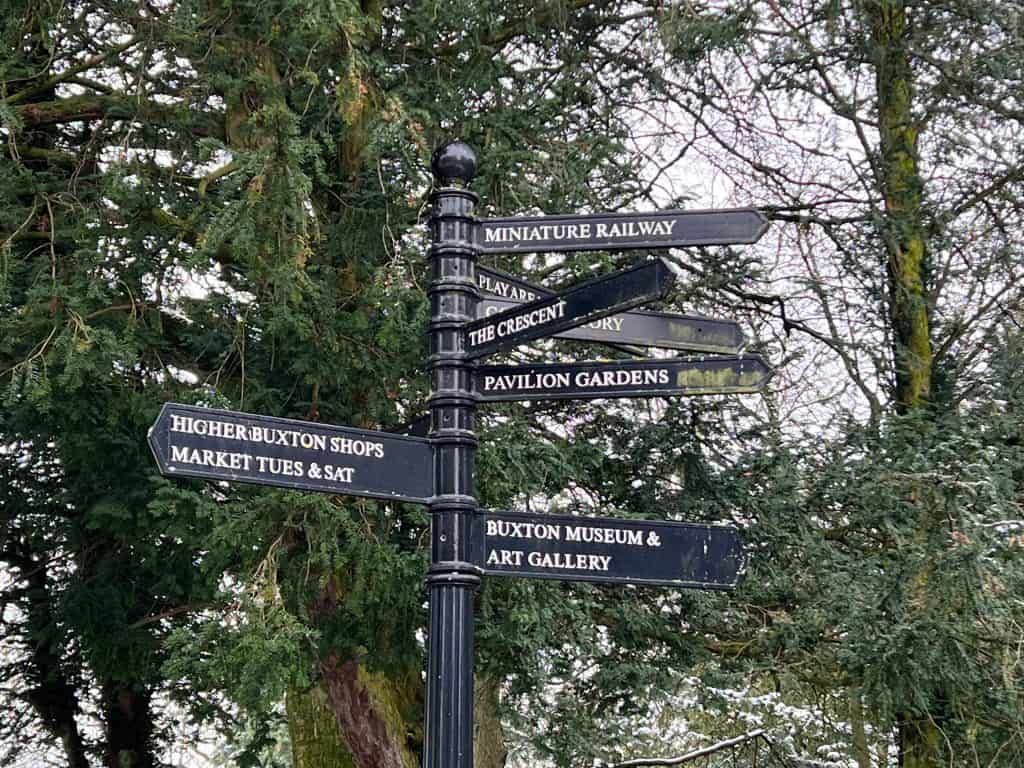 MINIATURE RAILWAY
PLAY AREA
THE CRESCENT
PAVILION GARDENS
HIGHER BUXTON SHOPS
MARKET TUES & SAT
BUXTON MUSEUM &
ART GALLERY